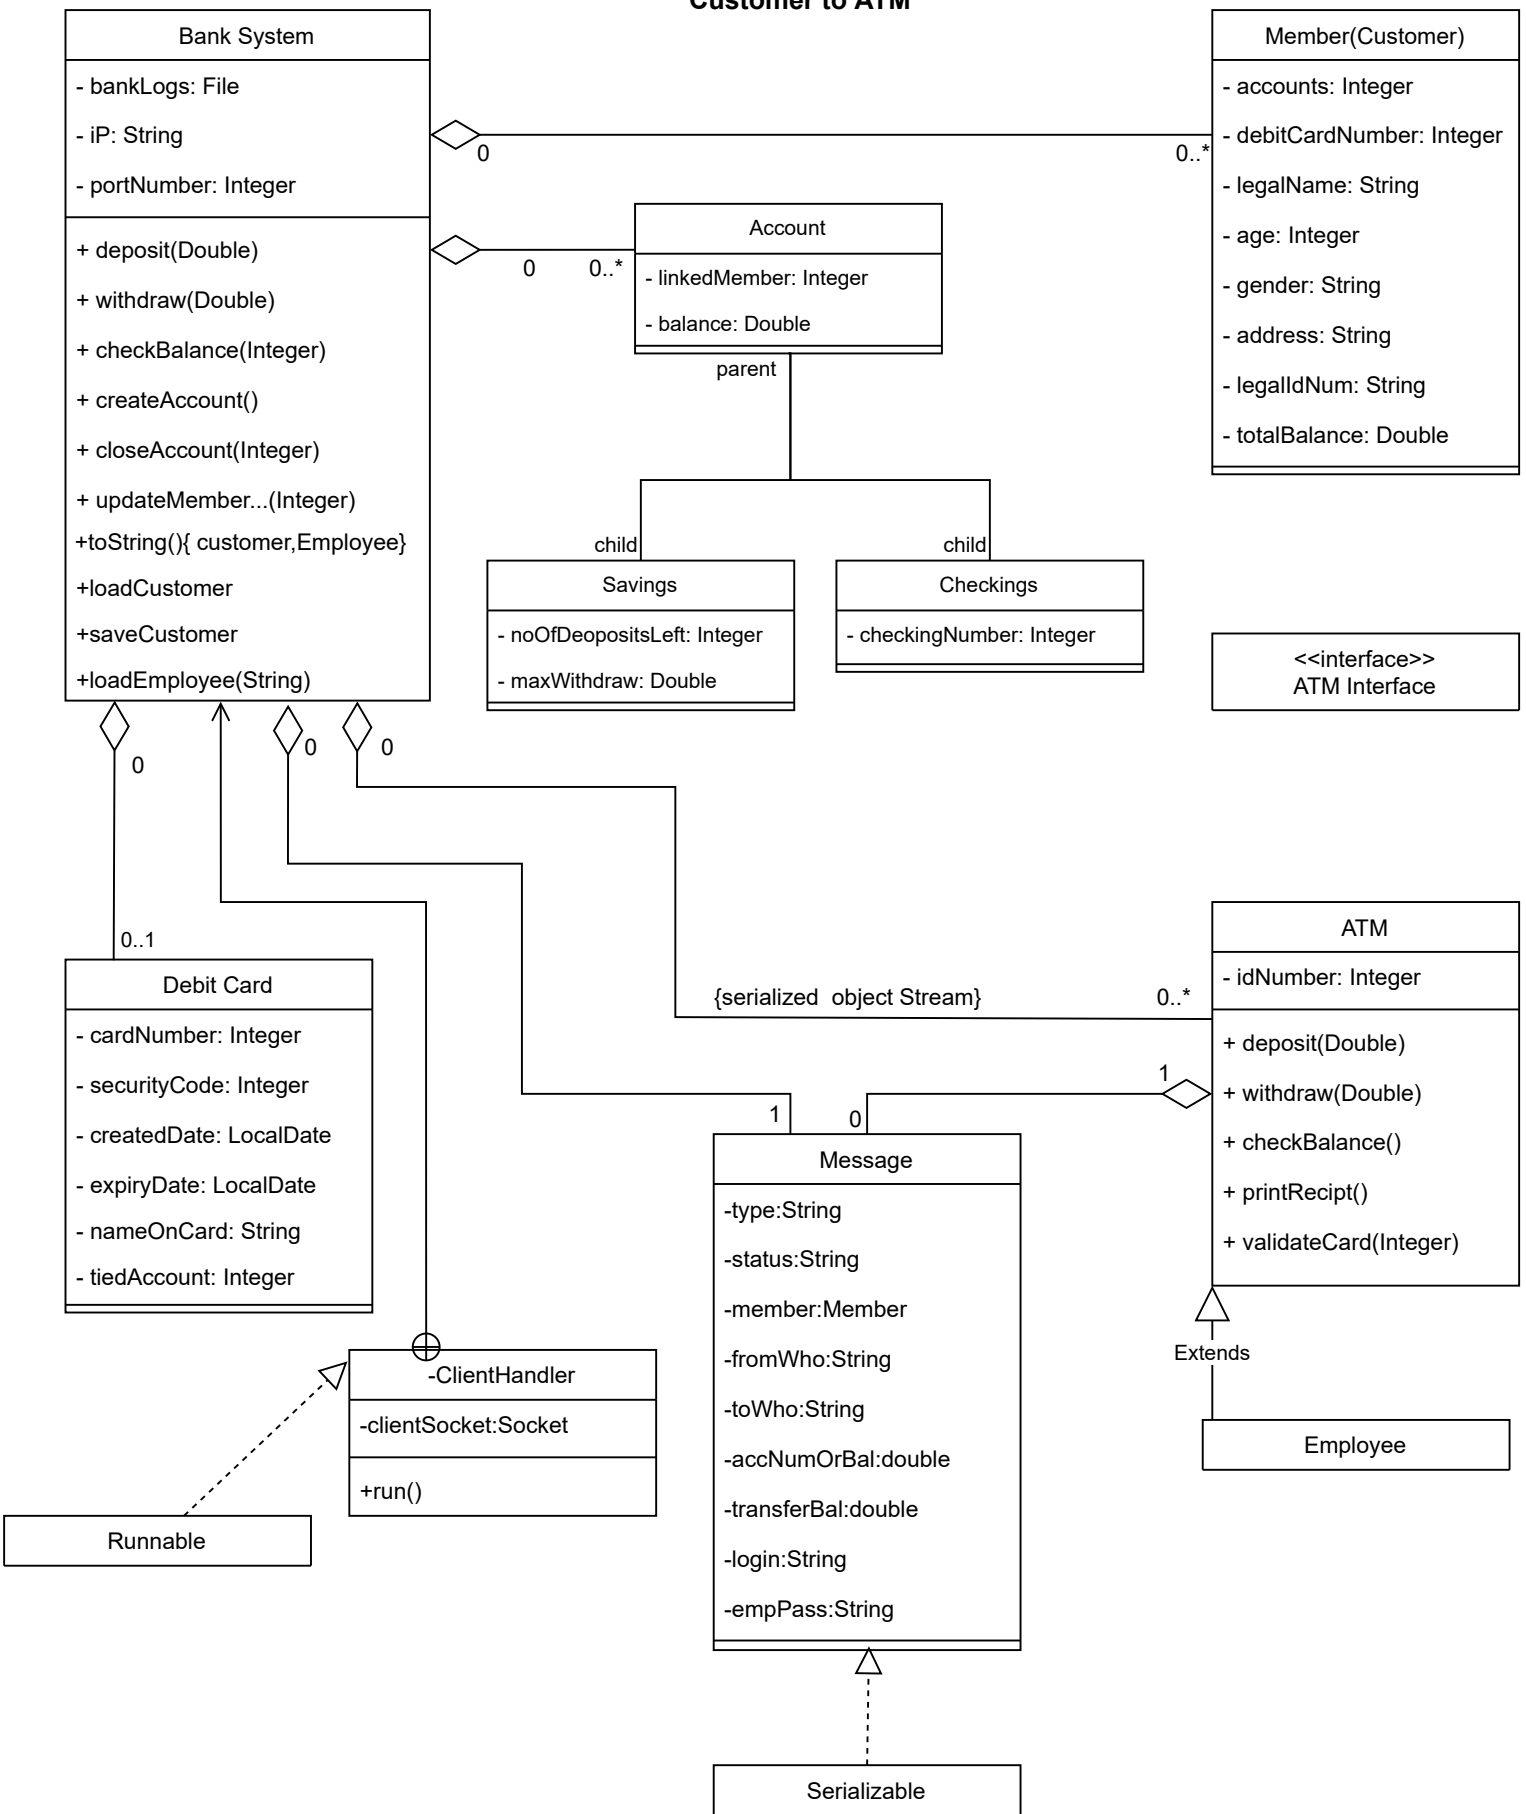 Customer to ATM
Bank System
- bankLogs: File
- iP: String
- portNumber: Integer
+ deposit(Double)
+ withdraw(Double)
+ checkBalance(Integer)
+ createAccount()
+ closeAccount(Integer)
+ updateMember...(Integer)
+toString(){ customer,Employee}
+loadCustomer
+saveCustomer
+loadEmployee(String)
0
0..*
Member(Customer)
- accounts: Integer
- debitCardNumber: Integer
- legalName: String
- age: Integer
- gender: String
- address: String
- legalIdNum: String
- totalBalance: Double
0
0..*
Account
- linkedMember: Integer
- balance: Double
parent
child
child
Savings
- noOfDeopositsLeft: Integer
- maxWithdraw: Double
Checkings
- checkingNumber: Integer
<<interface>>
ATM Interface
0
0
0
0..1
Debit Card
- cardNumber: Integer
- securityCode: Integer
- createdDate: LocalDate
- expiryDate: LocalDate
- nameOnCard: String
- tiedAccount: Integer
{serialized  object Stream}
0..*
ATM
- idNumber: Integer
+ deposit(Double)
+ withdraw(Double)
+ checkBalance()
+ printRecipt()
+ validateCard(Integer)
1
1
0
Message
-type:String
-status:String
-member:Member
-fromWho:String
-toWho:String
-accNumOrBal:double
-transferBal:double
-login:String
-empPass:String
Extends
Employee
-ClientHandler
-clientSocket:Socket
+run()
Runnable
Serializable